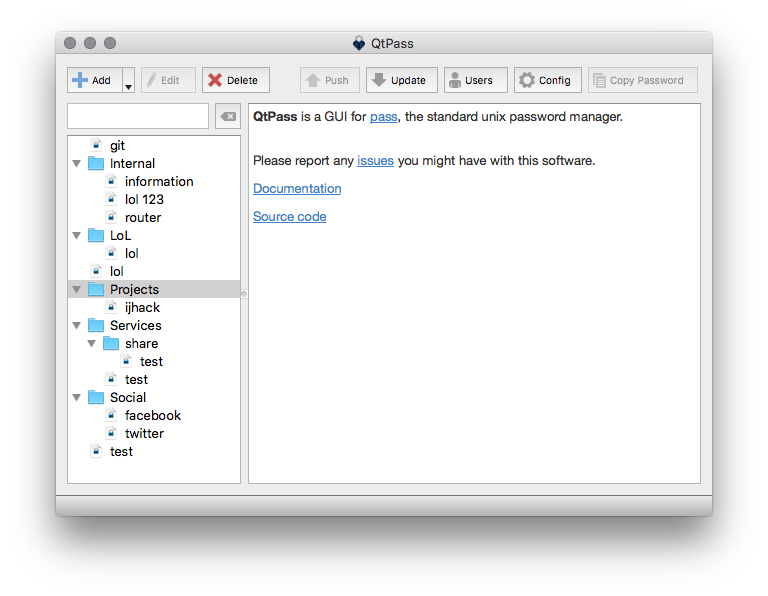 QtPass
Add Edit Delete Push Update Users Config Copy Password
QtPass is a GUI for pass, the standard unix password manager.
Please report any issues you might have with this software.
Documentation
Source code
git
Internal
information
lol 123
router
LoL
lol
lol
Projects
ijhack
Services
share
test
test
Social
facebook
twitter
test